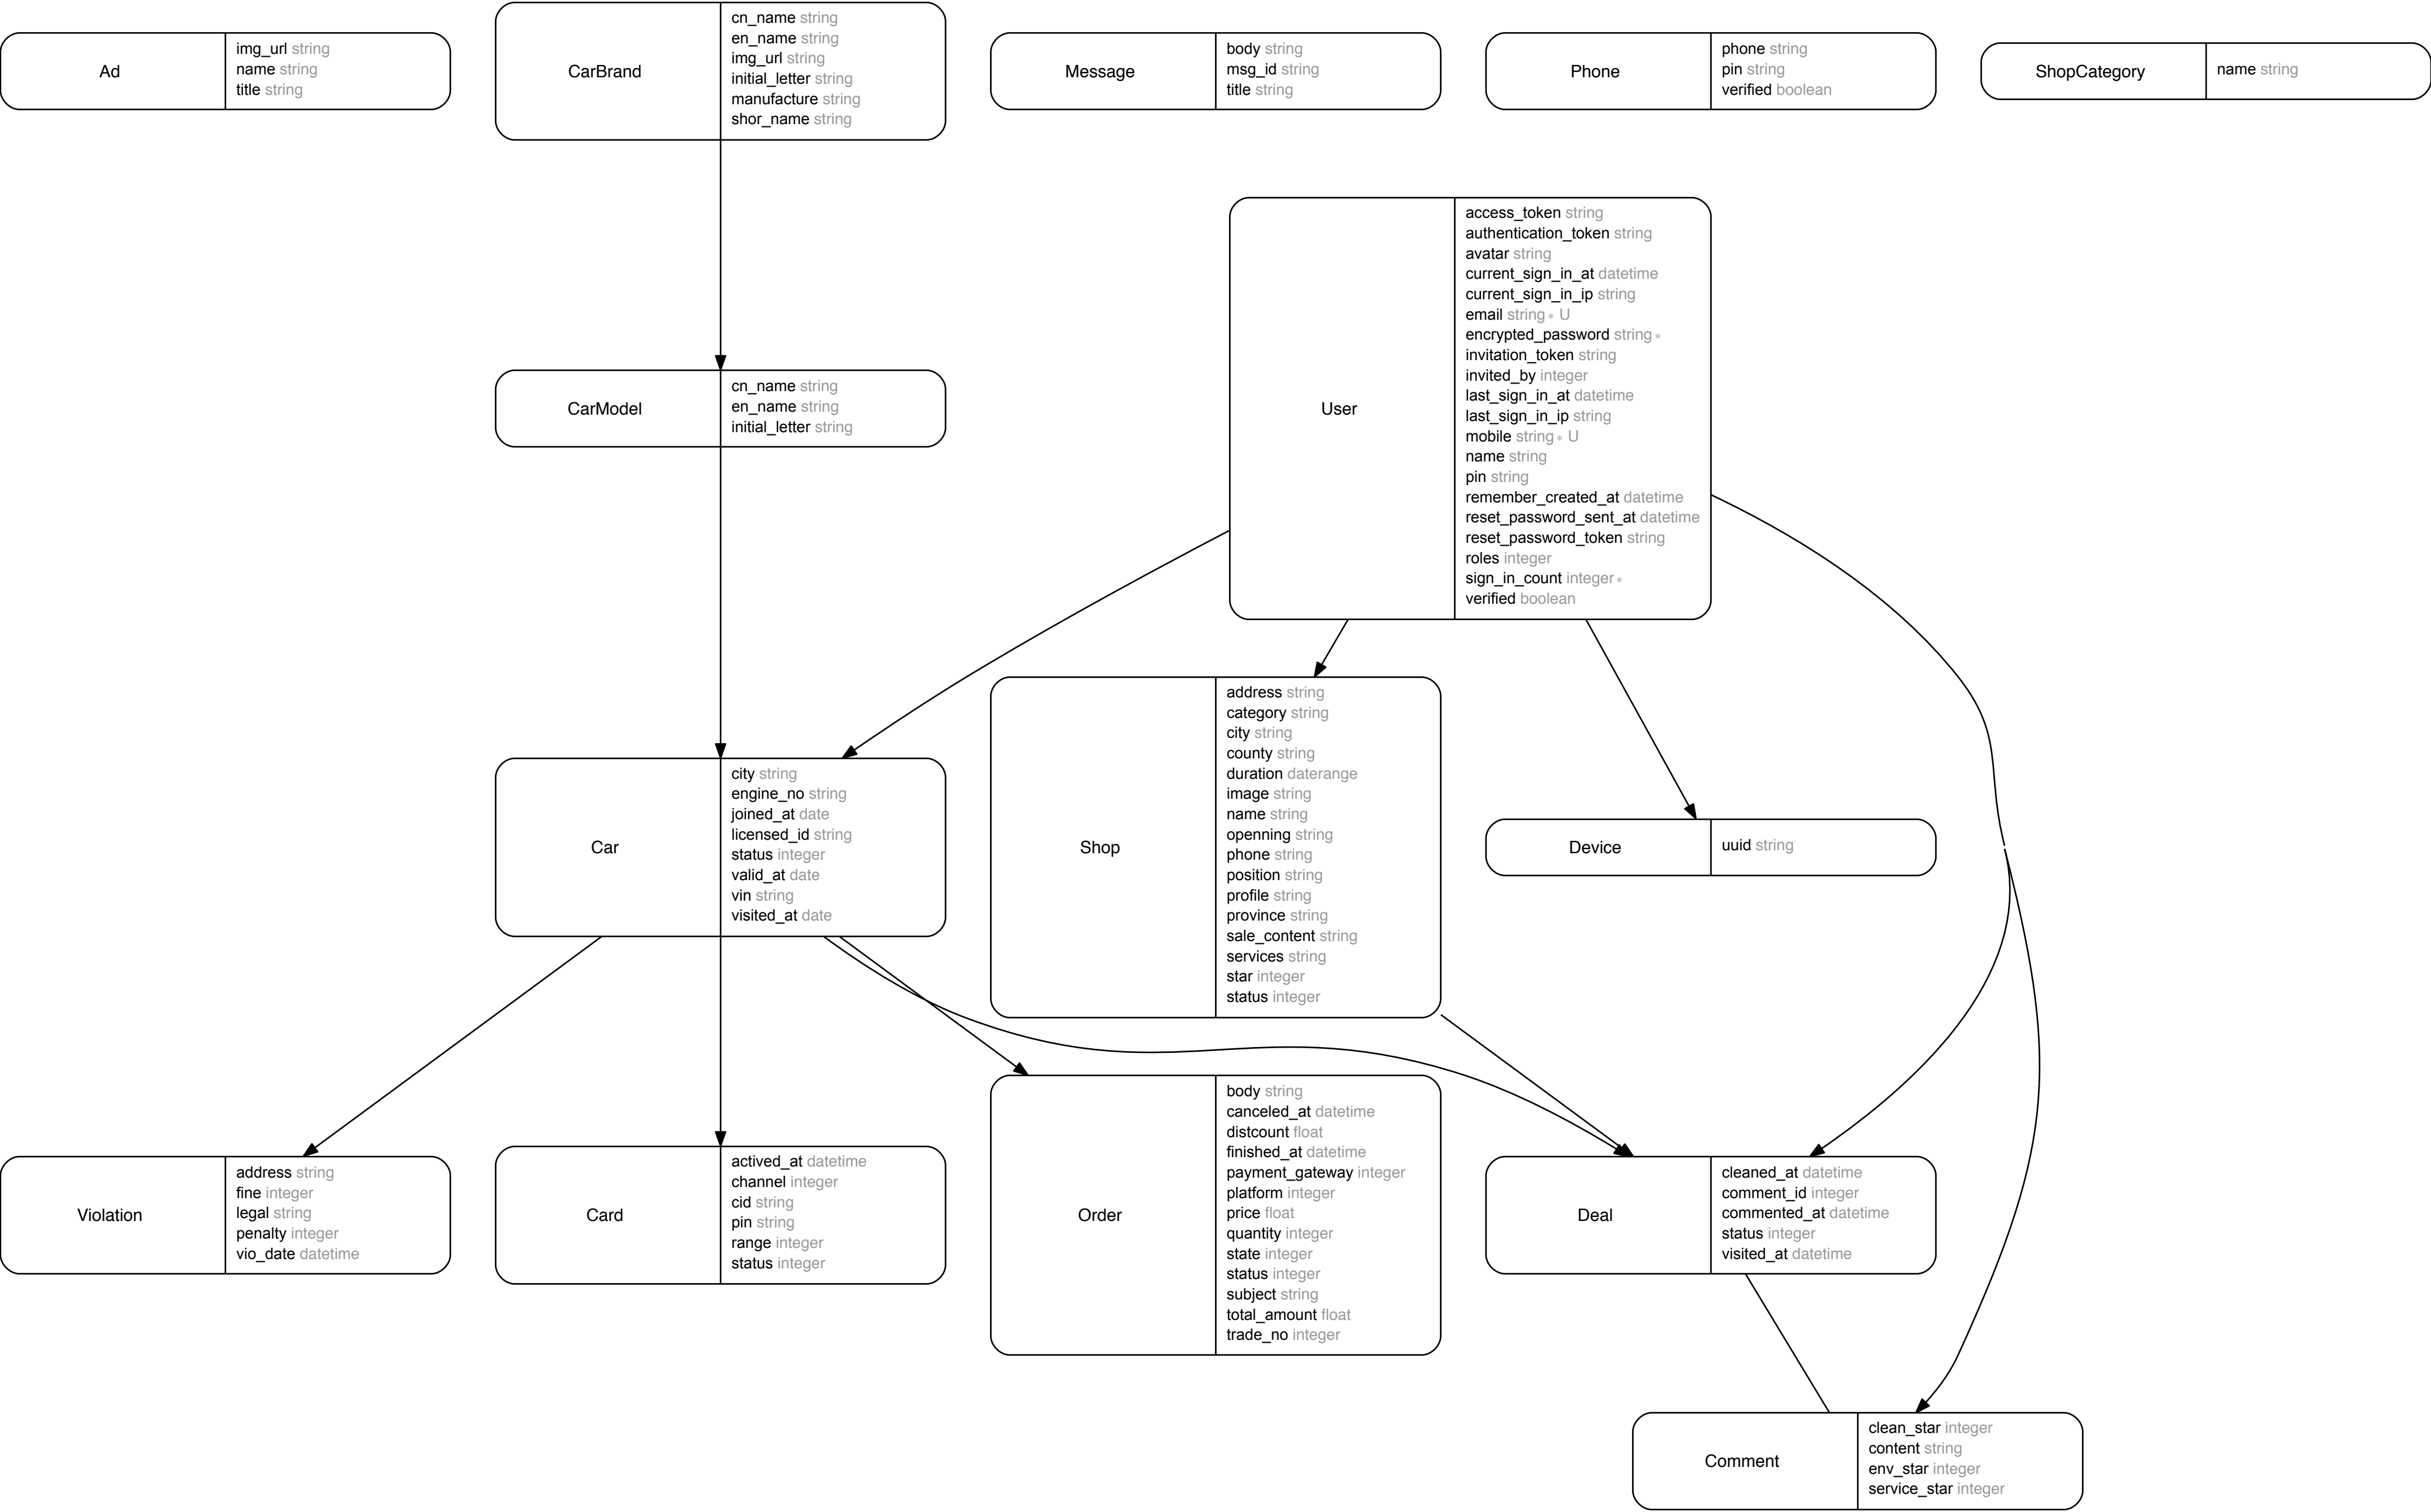 Ad
img_url string
name string
title string
CarBrand
cn_name string
en_name string
img_url string
initial_letter string
manufacture string
shor_name string
Message
body string
msg_id string
title string
Phone
phone string
pin string
verified boolean
ShopCategory
name string
User
access_token string
authentication_token string
avatar string
current_sign_in_at datetime
current_sign_in_ip string
email string * U
encrypted_password string *
invitation_token string
invited_by integer
last_sign_in_at datetime
last_sign_in_ip string
mobile string * U
name string
pin string
remember_created_at datetime
reset_password_sent_at datetime
reset_password_token string
roles integer
sign_in_count integer *
verified boolean
CarModel
cn_name string
en_name string
initial_letter string
Car
city string
engine_no string
joined_at date
licensed_id string
status integer
valid_at date
vin string
visited_at date
Shop
address string
category string
city string
county string
duration daterange
image string
name string
openning string
phone string
position string
profile string
province string
sale_content string
services string
star integer
status integer
Device
uuid string
Violation
address string
fine integer
legal string
penalty integer
vio_date datetime
Card
actived_at datetime
channel integer
cid string
pin string
range integer
status integer
Order
body string
canceled_at datetime
distcount float
finished_at datetime
payment_gateway integer
platform integer
price float
quantity integer
state integer
status integer
subject string
total_amount float
trade_no integer
Deal
cleaned_at datetime
comment_id integer
commented_at datetime
status integer
visited_at datetime
Comment
clean_star integer
content string
env_star integer
service_star integer